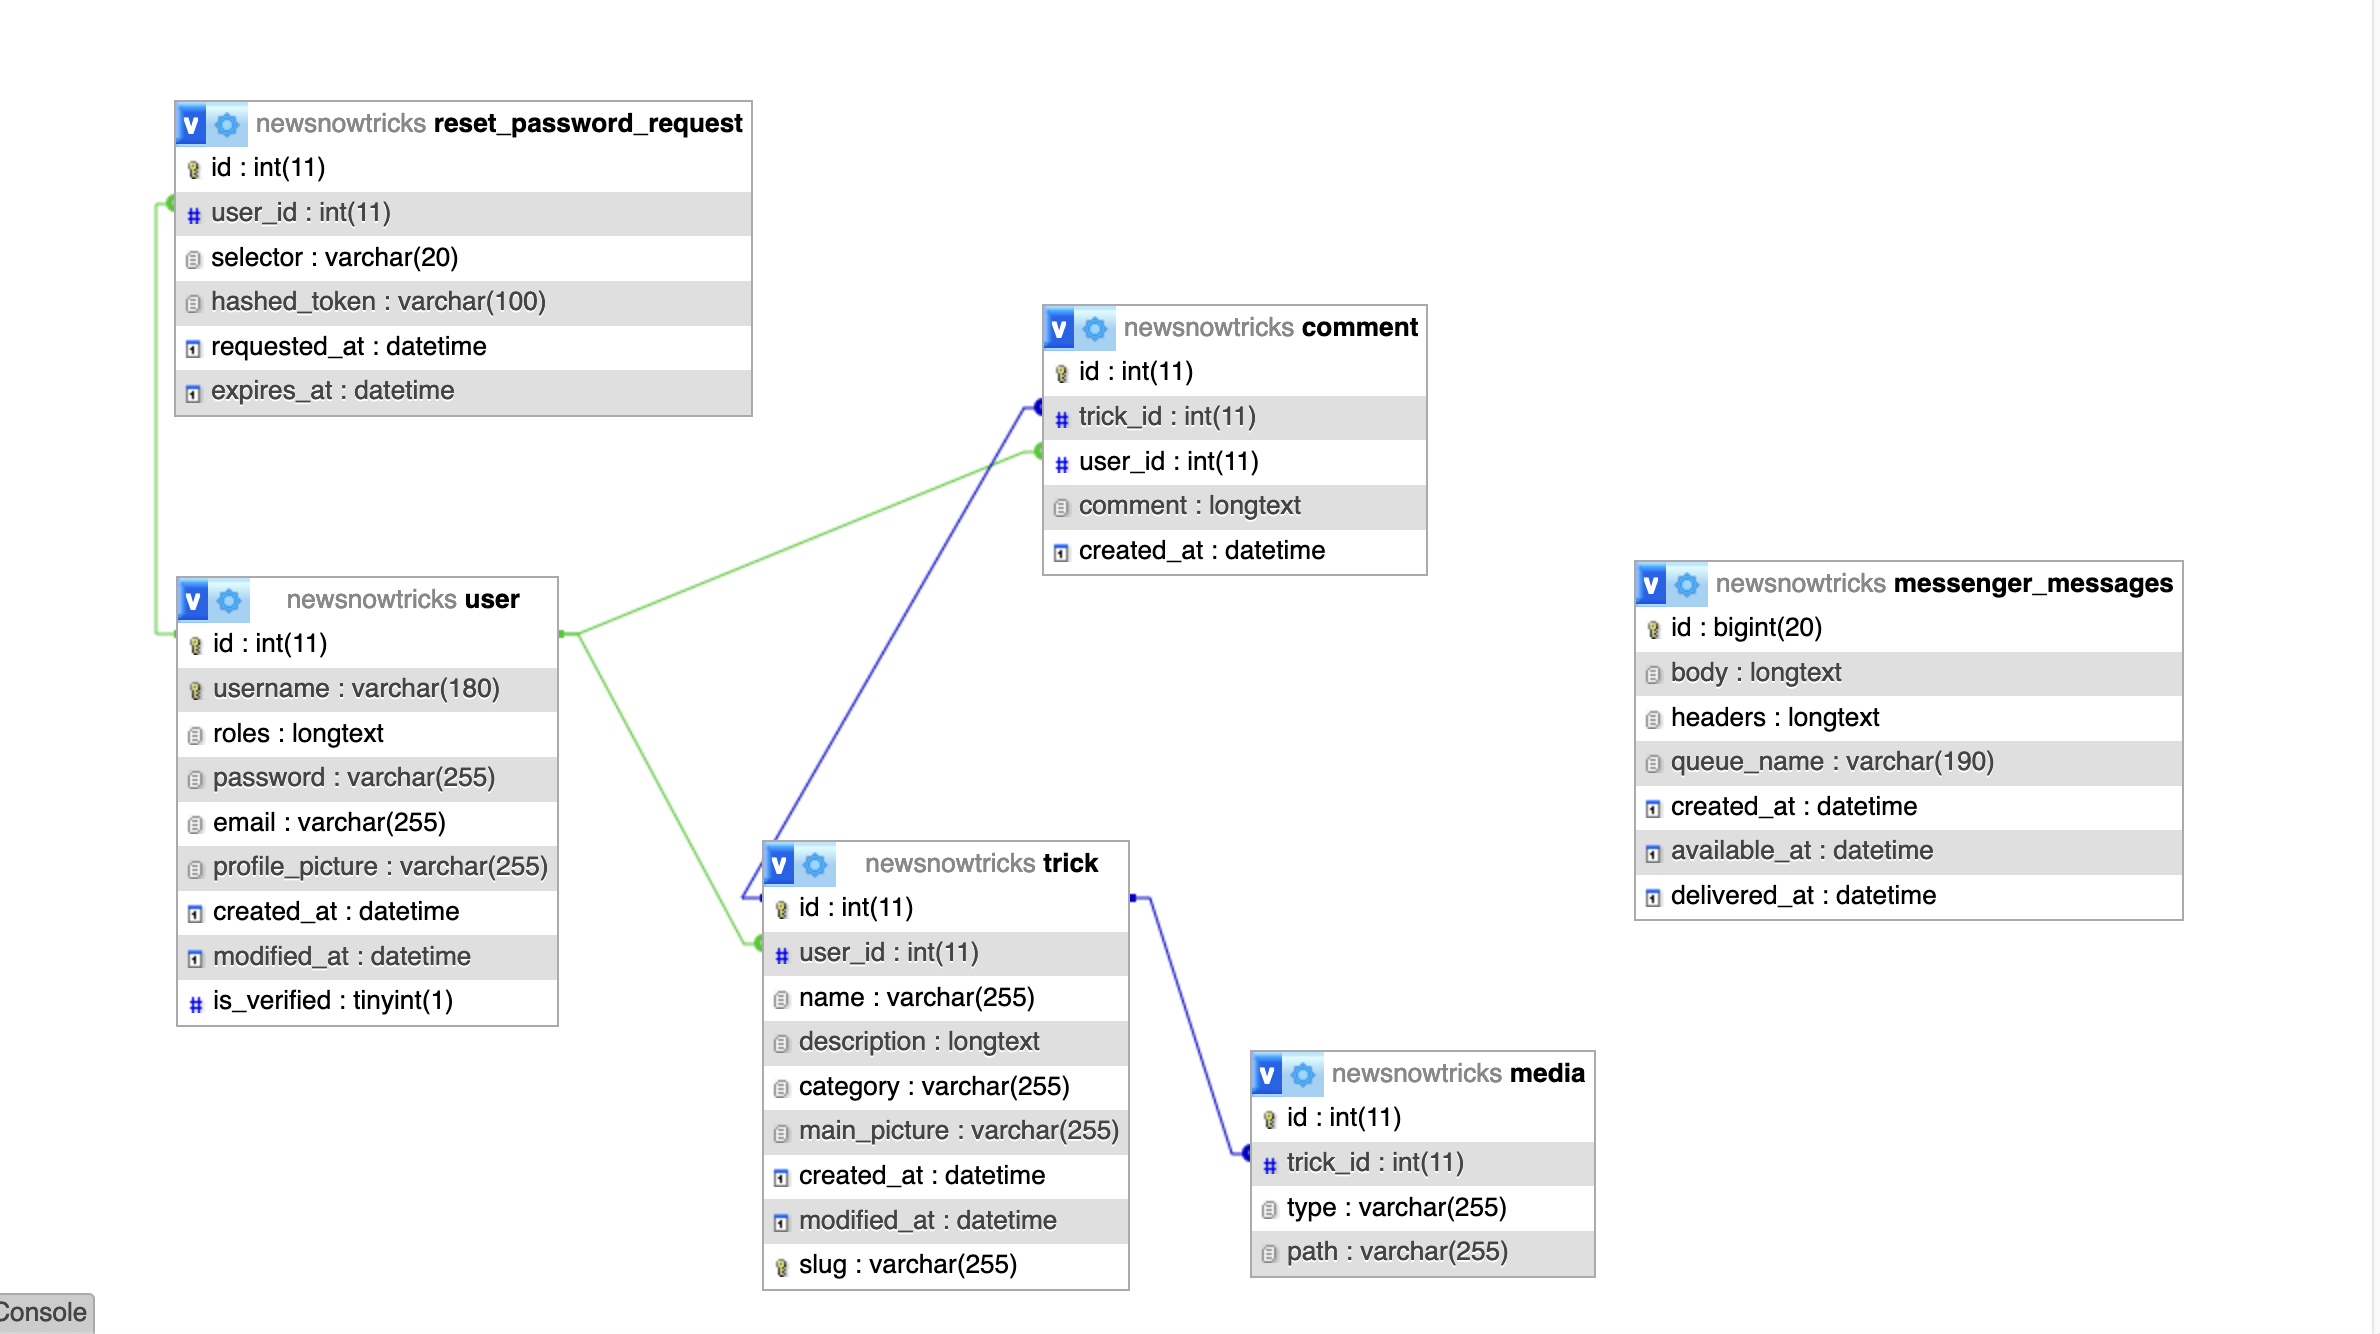 v newsnowtricks reset_password_request
id : int(11)
# user_id : int(11)
selector : varchar(20)
hashed_token : varchar(100)
requested_at : datetime
expires_at : datetime
v newsnowtricks comment
id : int(11)
# trick_id : int(11)
# user_id : int(11)
comment : longtext
created_at : datetime
v newsnowtricks user
id : int(11)
username : varchar(180)
roles : longtext
password : varchar(255)
email : varchar(255)
profile_picture : varchar(255)
created_at : datetime
modified_at : datetime
# is_verified : tinyint(1)
v newsnowtricks messenger_messages
id : bigint(20)
body : longtext
headers : longtext
queue_name : varchar(190)
created_at : datetime
available_at : datetime
delivered_at : datetime
v newsnowtricks trick
id : int(11)
# user_id : int(11)
name : varchar(255)
description : longtext
category : varchar(255)
main_picture : varchar(255)
created_at : datetime
modified_at : datetime
slug : varchar(255)
v newsnowtricks media
id : int(11)
# trick_id : int(11)
type : varchar(255)
path : varchar(255)
Console